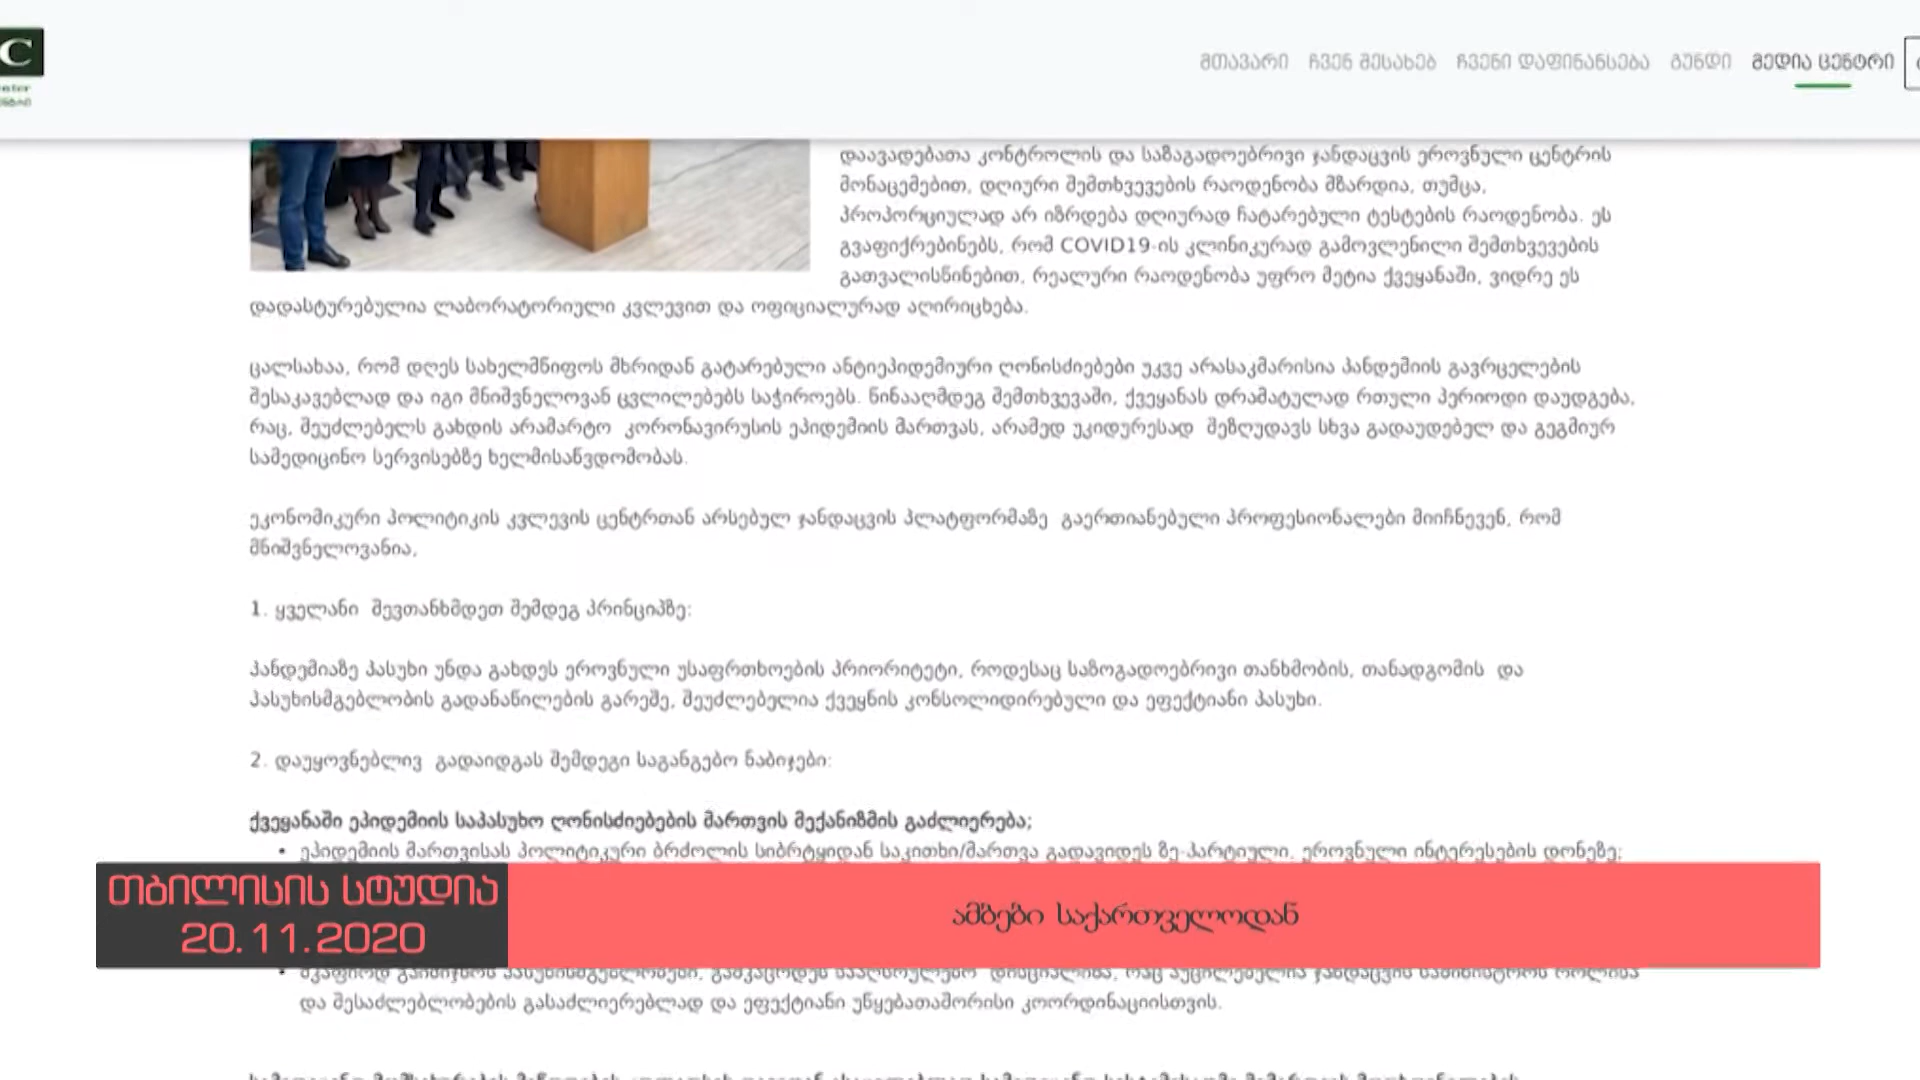 C
მთავარი ჩვენ შესახებ ჩვენი დაფინანსება გუნდი მედია ცენტრი
დაავადებათა კონტროლის და საზაგადოებრივი ჯანდაცვის ეროვნული ცენტრის
მონაცემებით, დღიური შემთხვევების რაოდენობა მზარდია, თუმცა,
პროპორციულად არ იზრდება დღიურად ჩატარებული ტესტების რაოდენობა. ეს
გვაფიქრებინებს, რომ COVID19-ის კლინიკურად გამოვლენილი შემთხვევების
გათვალისწინებით, რეალური რაოდენობა უფრო მეტია ქვეყანაში, ვიდრე ეს
დადასტურებულია ლაბორატორიული კვლევით და ოფიციალურად აღირიცხება.
ცალსახაა, რომ დღეს სახელმწიფოს მხრიდან გატარებული ანტიეპიდემიური ღონისძიებები უკვე არასაკმარისია პანდემიის გავრცელების
შესაკავებლად და იგი მნიშვნელოვან ცვლილებებს საჭიროებს. წინააღმდეგ შემთხვევაში, ქვეყანას დრამატულად რთული პერიოდი დაუდგება,
რაც, შეუძლებელს გახდის არამარტო კორონავირუსის ეპიდემიის მართვას, არამედ უკიდურესად შეზღუდავს სხვა გადაუდებელ და გეგმიურ
სამედიცინო სერვისებზე ხელმისაწვდომობას.
ეკონომიკური პოლიტიკის კვლევის ცენტრთან არსებულ ჯანდაცვის პლატფორმაზე გაერთიანებული პროფესიონალები მიიჩნევენ, რომ
მნიშვნელოვანია,
1. ყველანი შევთანხმდეთ შემდეგ პრინციპზე:
პანდემიაზე პასუხი უნდა გახდეს ეროვნული უსაფრთხოების პრიორიტეტი, როდესაც საზოგადოებრივი თანხმობის, თანადგომის და
პასუხისმგებლობის გადანაწილების გარეშე, შეუძლებელია ქვეყნის კონსოლიდირებული და ეფექტიანი პასუხი.
2. დაუყოვნებლივ გადაიდგას შემდეგი საგანგებო ნაბიჯები:
ქვეყანაში ეპიდემიის საპასუხო ღონისძიებების მართვის მექანიზმის გაძლიერება;
• ეპიდემიის მართვისას პოლიტიკური ბრძოლის სიბრტყიდან საკითხი/მართვა გადავიდეს ზე-პარტიული, ეროვნული ინტერესების დონეზე;
თბილისის სტუდია
20.11.2020
ამბები საქართველოდან
და შესაძლებლობების გასაძლიერებლად და ეფექტიანი უწყებათაშორისი კოორდინაციისთვის.